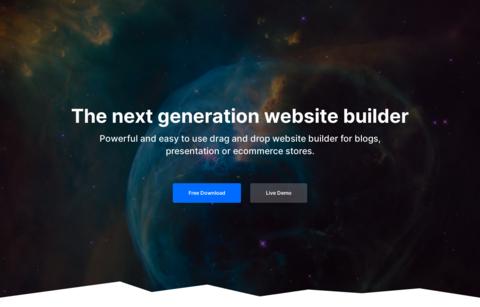 The next generation website builder
Powerful and easy to use drag and drop website builder for blogs,
presentation or ecommerce stores.
Free Download
Live Demo